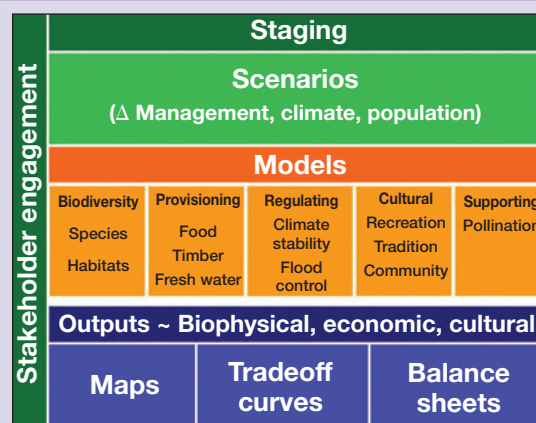 Stakeholder engagement
Staging
Scenarios
(Δ Management, climate, population)
Models
Biodiversity
Species
Habitats
Provisioning
Food
Timber
Fresh water
Regulating
Climate
stability
Flood
control
Cultural
Recreation
Tradition
Community
Supporting
Pollination
Outputs ~ Biophysical, economic, cultural
Maps
Tradeoff
curves
Balance
sheets